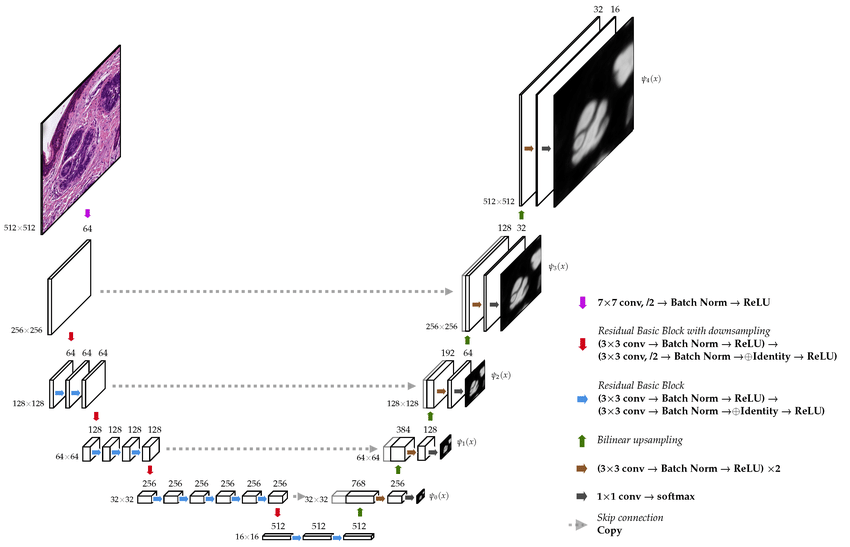 32 16
ψ₄(x)
512×512
512×512
64
128 32
ψ₃(x)
256×256
256×256
7×7 conv, /2 → Batch Norm → ReLU
Residual Basic Block with downsampling
(3×3 conv → Batch Norm → ReLU) →
(3×3 conv, /2 → Batch Norm →⊕Identity → ReLU)
64 64 64
192 64
ψ₂(x)
128×128
128×128
Residual Basic Block
(3×3 conv → Batch Norm → ReLU) →
(3×3 conv → Batch Norm →⊕Identity → ReLU)
128 128 128 128
384 128
ψ₁(x)
64×64
64×64
Bilinear upsampling
(3×3 conv → Batch Norm → ReLU) ×2
256 256 256 256 256 256
768 256
ψ₀(x)
32×32
32×32
1×1 conv → softmax
512 512 512
16×16
Skip connection
Copy